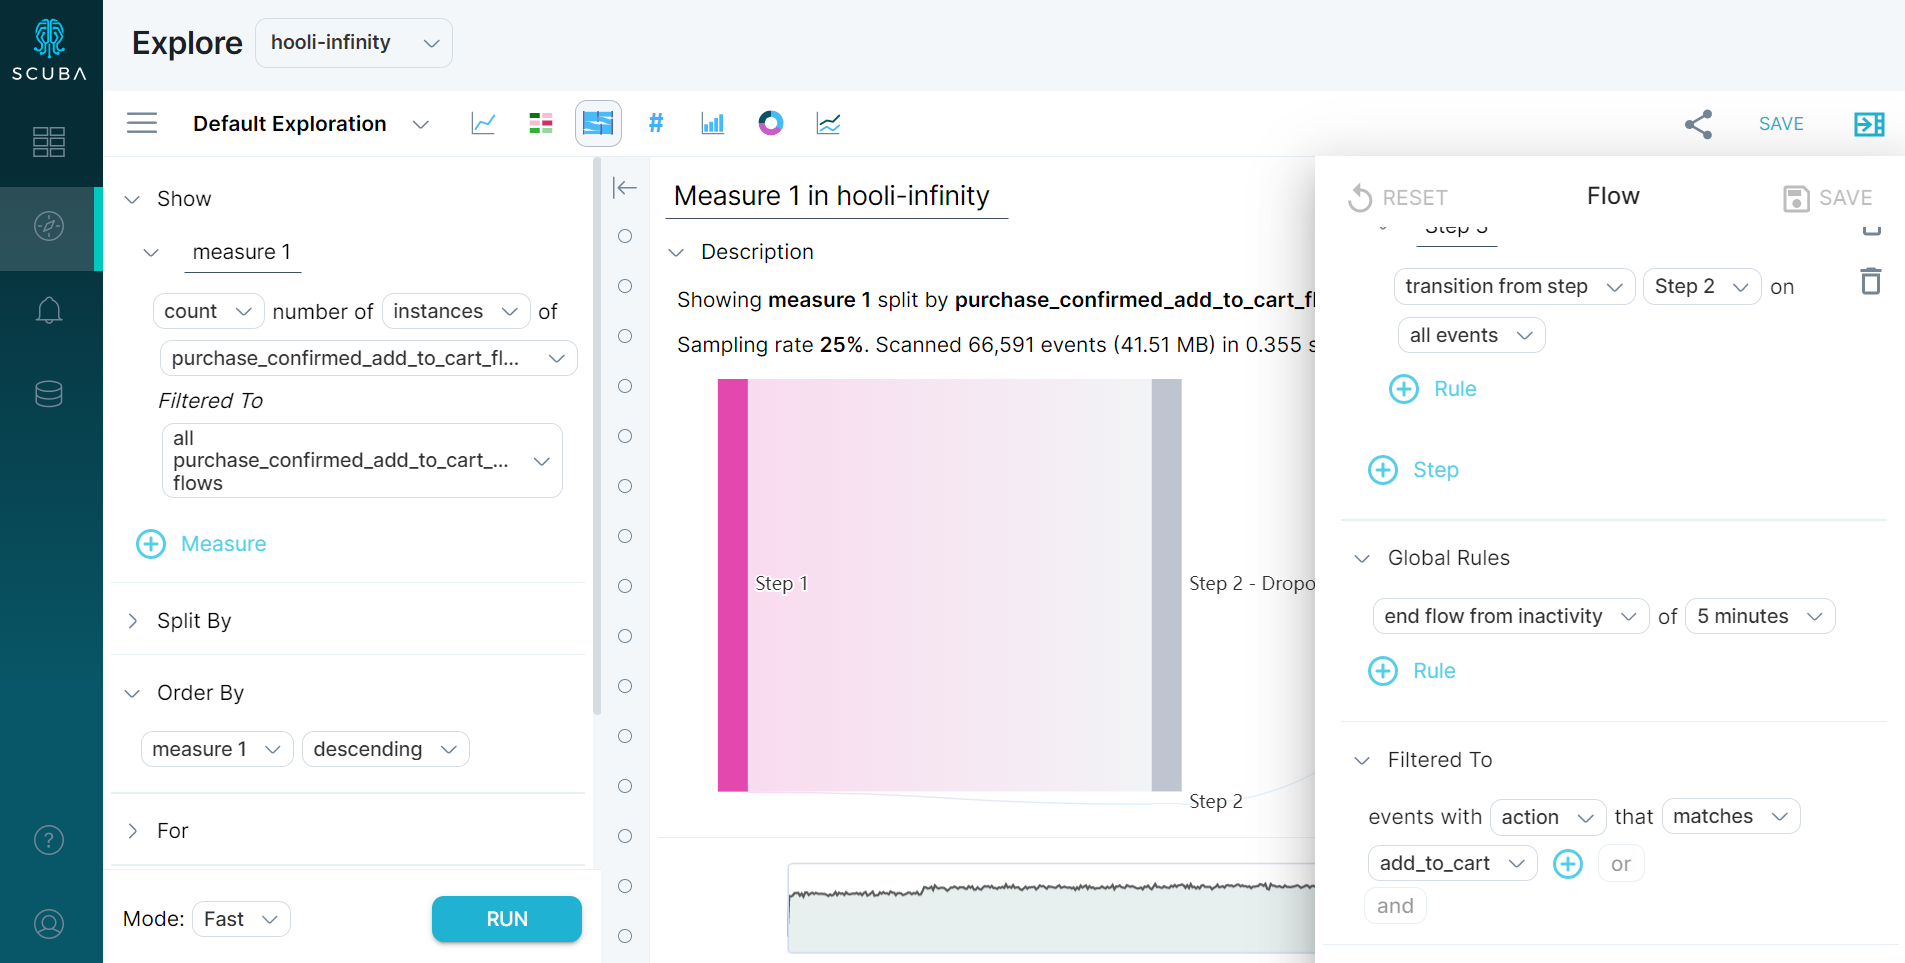 SCUBA
Explore
hooli-infinity
Default Exploration
#
SAVE
Show
measure 1
count
number of
instances
of
purchase_confirmed_add_to_cart_fl...
Filtered To
all
purchase_confirmed_add_to_cart_...
flows
Measure
Split By
Order By
measure 1
descending
For
Mode:
Fast
RUN
Measure 1 in hooli-infinity
Description
Showing measure 1 split by purchase_confirmed_add_to_cart_fl
Sampling rate 25%. Scanned 66,591 events (41.51 MB) in 0.355 s
Step 1
Step 2 - Dropo
Step 2
RESET
Flow
SAVE
Step 3
transition from step
Step 2
on
all events
Rule
Step
Global Rules
end flow from inactivity
of
5 minutes
Rule
Filtered To
events with
action
that
matches
add_to_cart
or
and
?